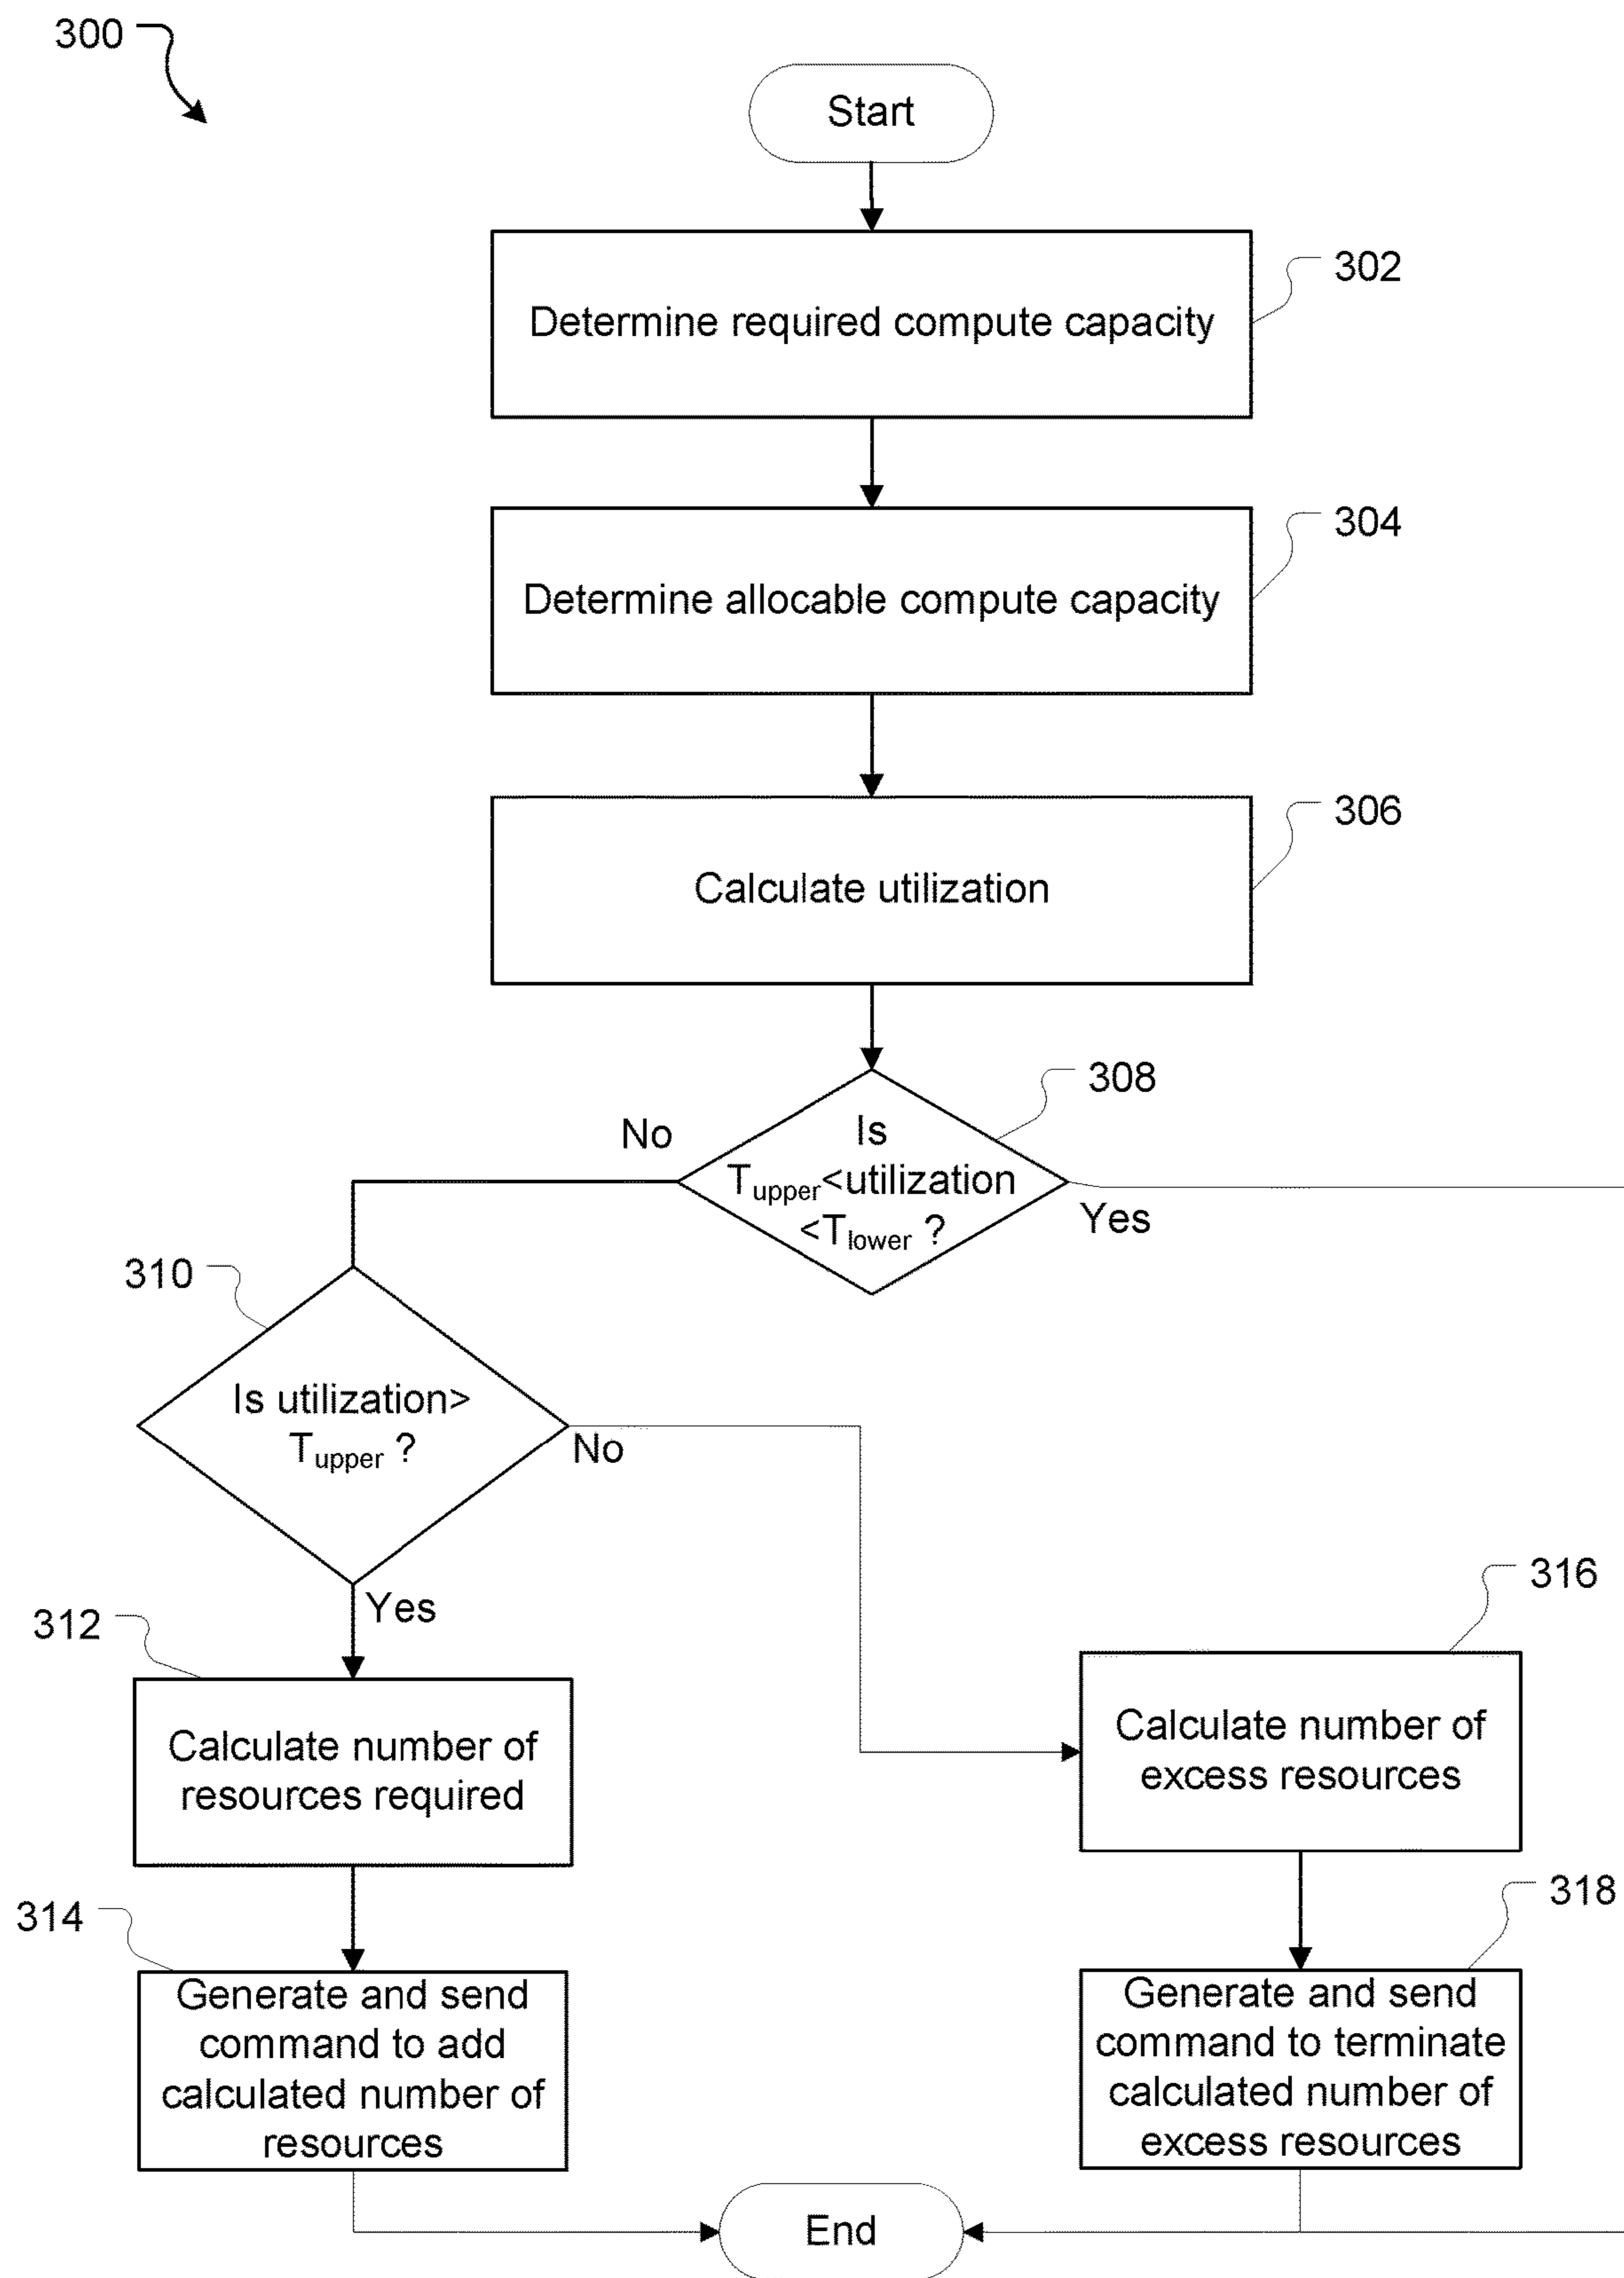 300
Start
302
Determine required compute capacity
304
Determine allocable compute capacity
306
Calculate utilization
308
No
Is
Tupper<utilization
<Tlower ?
Yes
310
Is utilization>
Tupper ?
No
Yes
312
Calculate number of
resources required
316
Calculate number of
excess resources
314
Generate and send
command to add
calculated number of
resources
318
Generate and send
command to terminate
calculated number of
excess resources
End